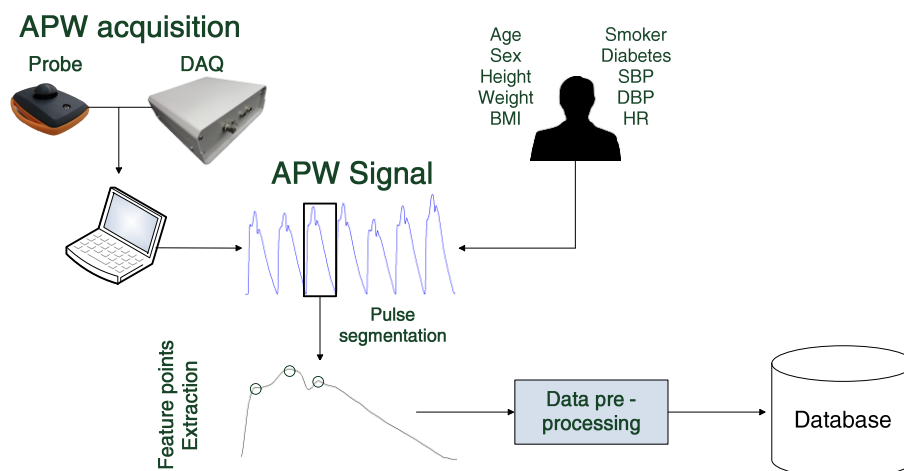 APW acquisition
Probe
DAQ
Age
Sex
Height
Weight
BMI
Smoker
Diabetes
SBP
DBP
HR
APW Signal
Pulse
segmentation
Feature points
Extraction
Data pre -
processing
Database